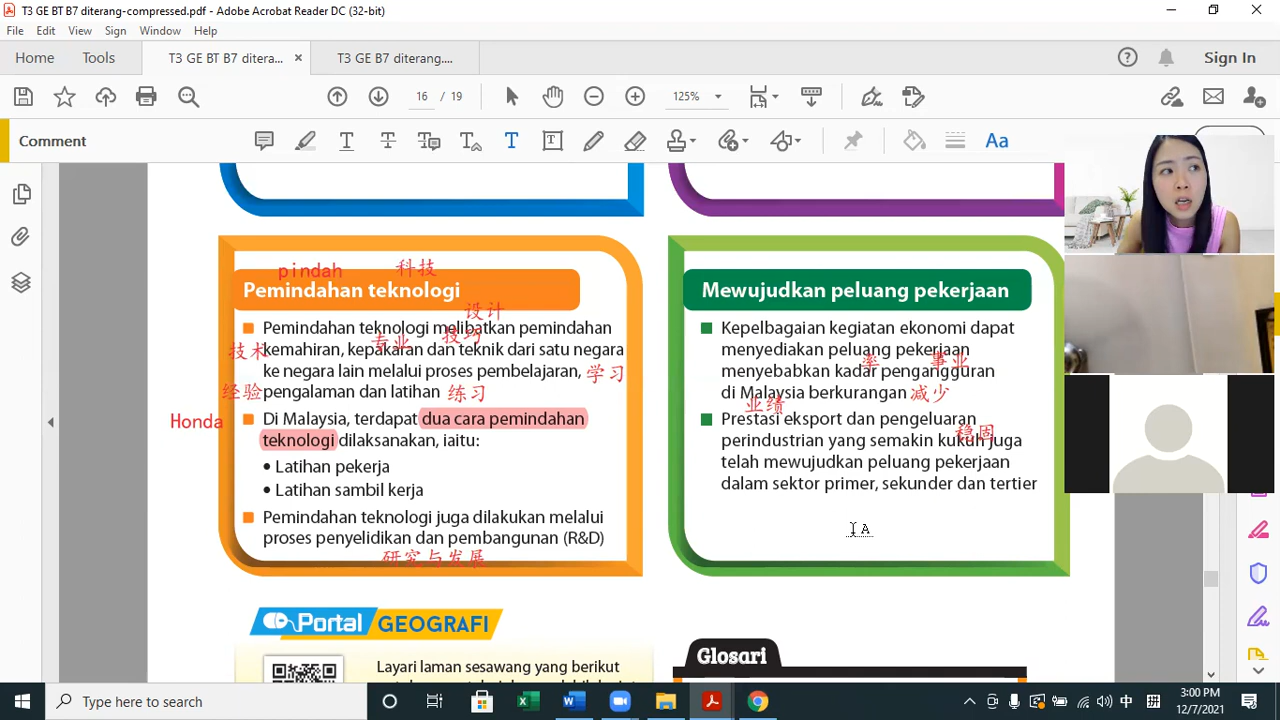 T3 GE BT B7 diterang-compressed.pdf - Adobe Acrobat Reader DC (32-bit)
File Edit View Sign Window Help
Home Tools T3 GE BT B7 ditera... × T3 GE BT B7 diterang.... Sign In
16 / 19 125%
Comment Aa
pindah 科技
Pemindahan teknologi
设计
Pemindahan teknologi melibatkan pemindahan
专业 技巧
技术 kemahiran, kepakaran dan teknik dari satu negara
ke negara lain melalui proses pembelajaran, 学习
经验 pengalaman dan latihan 练习
Honda Di Malaysia, terdapat dua cara pemindahan
teknologi dilaksanakan, iaitu:
• Latihan pekerja
• Latihan sambil kerja
Pemindahan teknologi juga dilakukan melalui
proses penyelidikan dan pembangunan (R&D)
研究与发展
Mewujudkan peluang pekerjaan
Kepelbagaian kegiatan ekonomi dapat
menyediakan peluang pekerjaan
率 事业
menyebabkan kadar pengangguran
di Malaysia berkurangan 减少
业绩
Prestasi eksport dan pengeluaran
稳固
perindustrian yang semakin kukuh juga
telah mewujudkan peluang pekerjaan
dalam sektor primer, sekunder dan tertier
A
Portal GEOGRAFI
Layari laman sesawang yang berikut
Glosari
Type here to search
中 拼 3:00 PM
12/7/2021